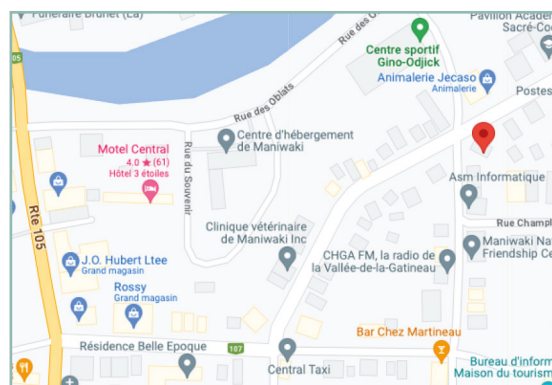 Funéraire Brunet (La)
105
Rue des Oblats
Pavillon Acad
Sacré-Coe
Centre sportif
Gino-Odjick
Animalerie Jecaso
Animalerie
Postes
Rue des Oblats
Centre d'hébergement
de Maniwaki
Motel Central
4,0 ★ (61)
Hôtel 3 étoiles
Rue du Souvenir
Asm Informatique
Rte 105
Clinique vétérinaire
de Maniwaki Inc
Rue Champl
Maniwaki Na
Friendship Ce
CHGA FM, la radio de
la Vallée-de-la-Gatineau
J.O. Hubert Ltee
Grand magasin
Rossy
Grand magasin
Bar Chez Martineau
Résidence Belle Epoque
107
Central Taxi
Bureau d'inform
Maison du tourism